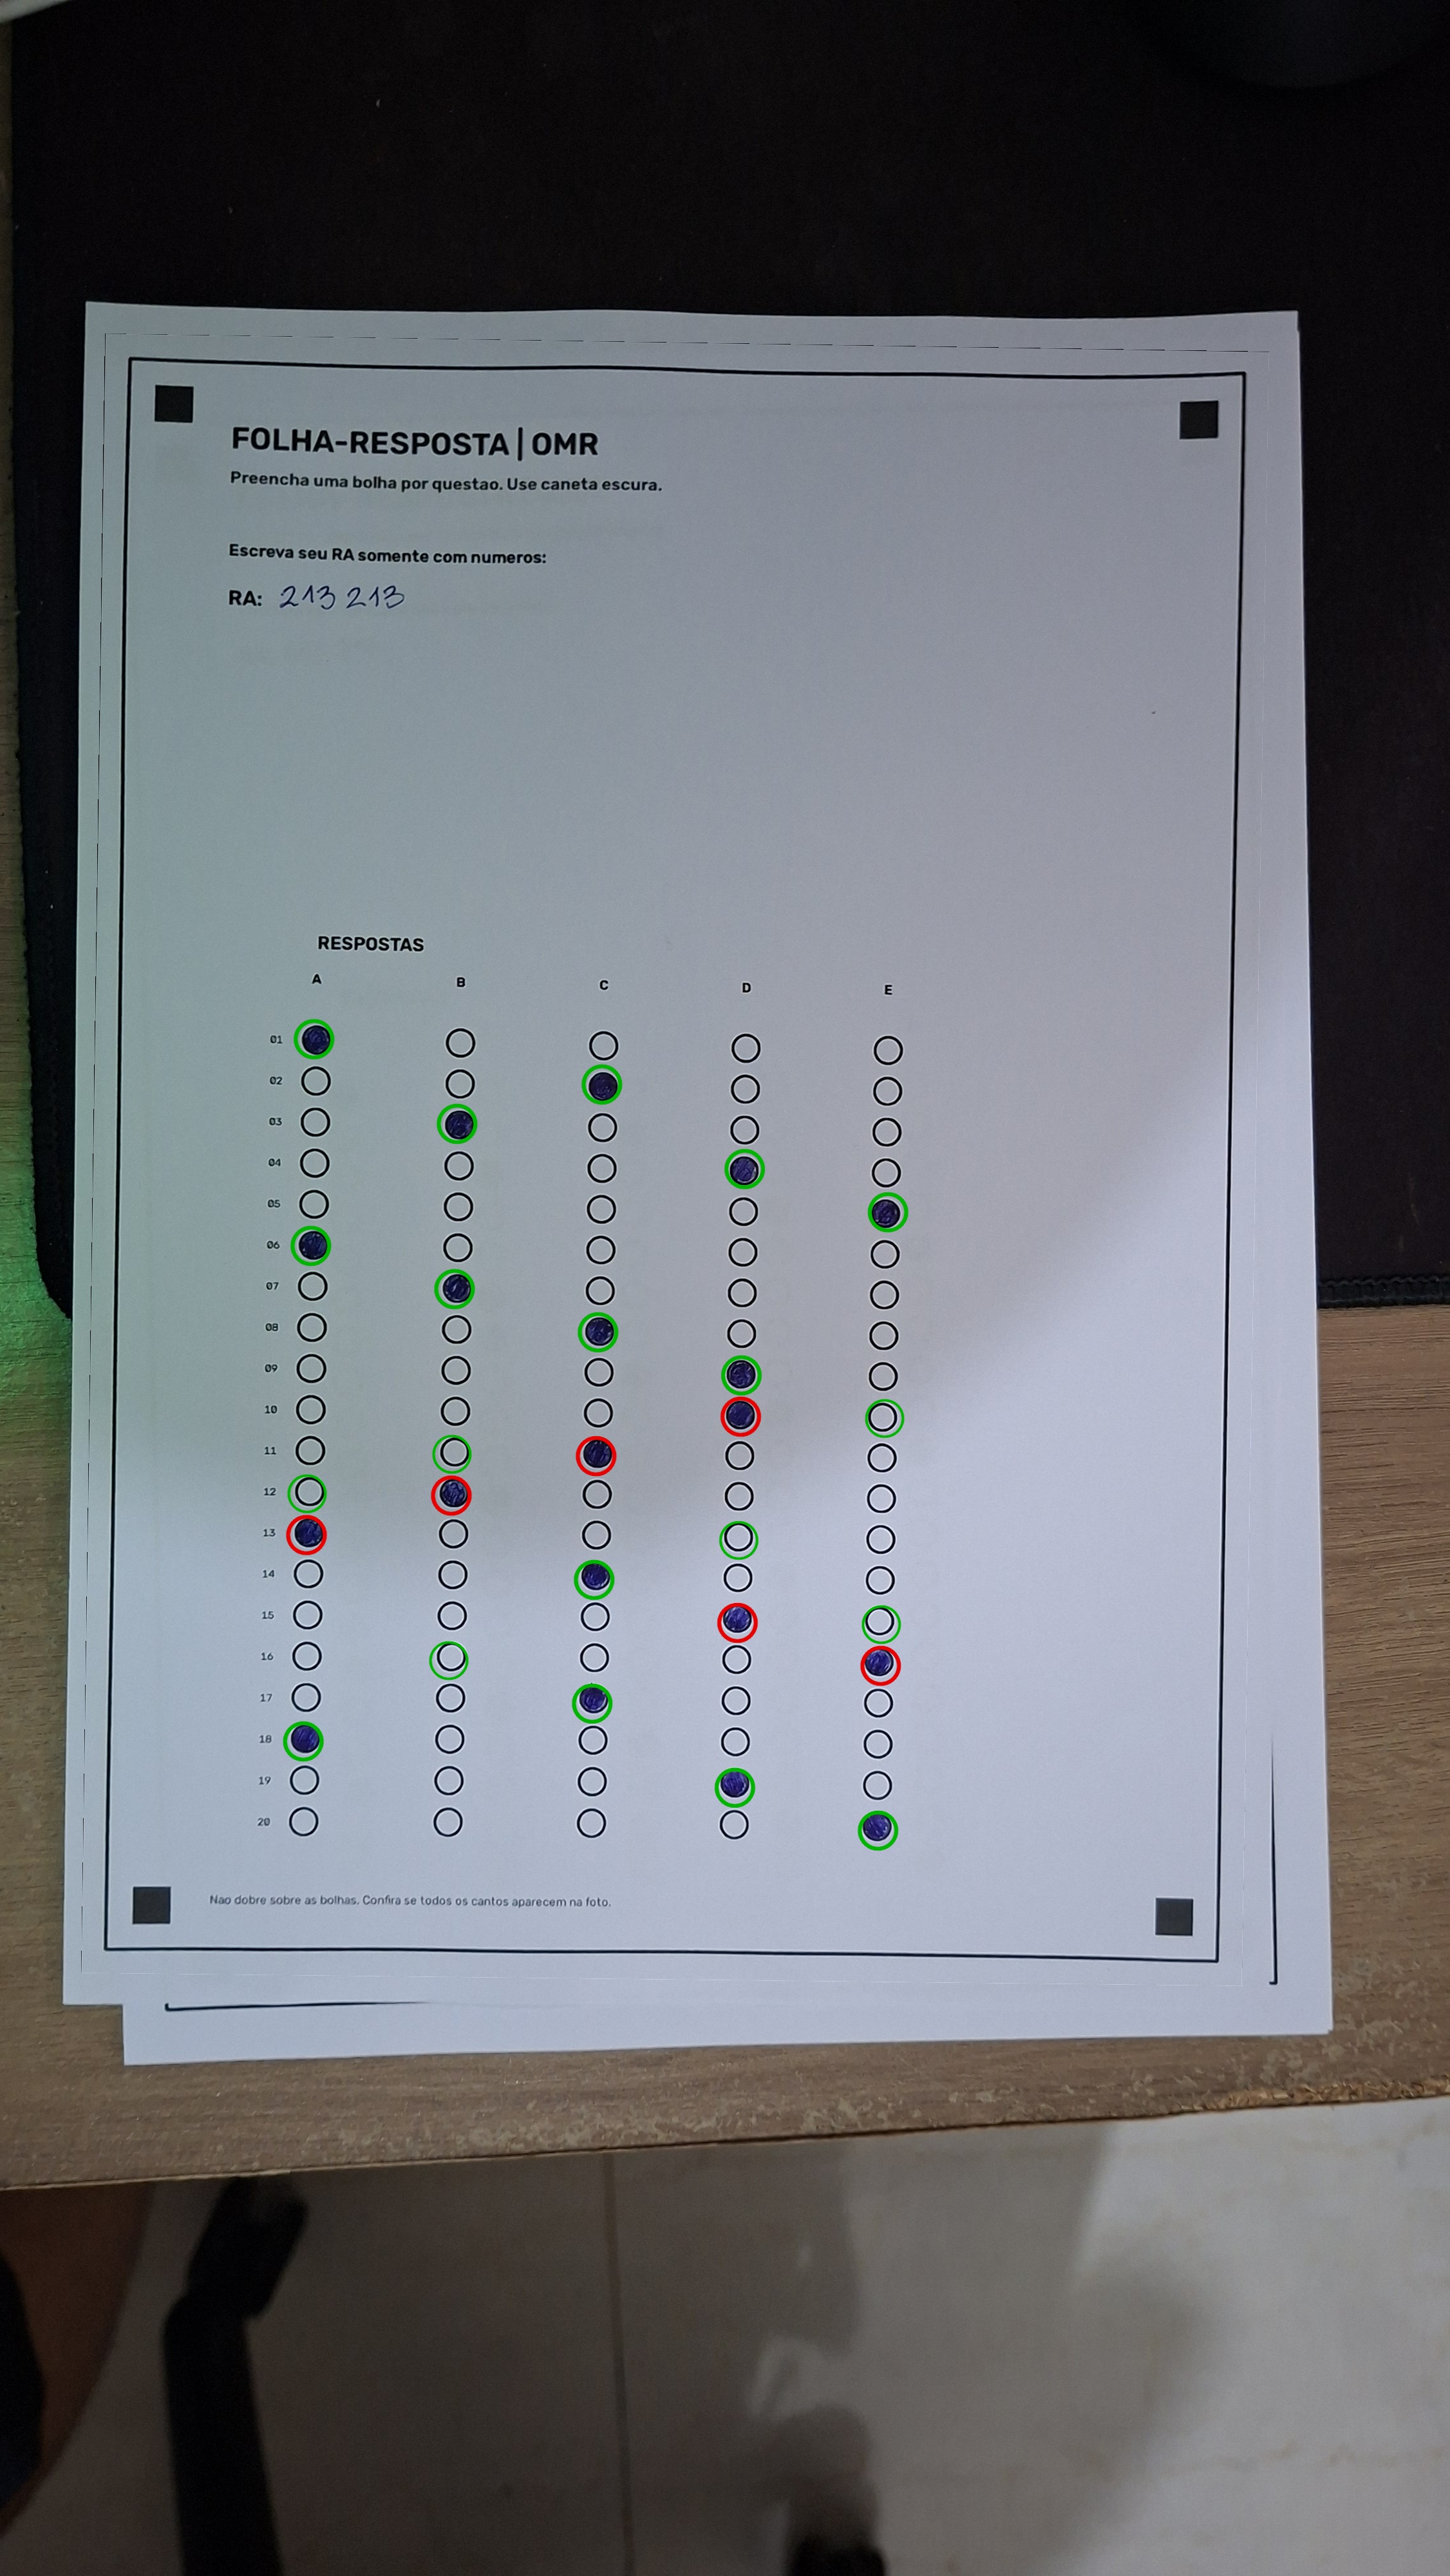 FOLHA-RESPOSTA | OMR
Preencha uma bolha por questao. Use caneta escura.
Escreva seu RA somente com numeros:
RA: 213 213
RESPOSTAS
A B C D E
01
02
03
04
05
06
07
08
09
10
11
12
13
14
15
16
17
18
19
20
Nao dobre sobre as bolhas. Confira se todos os cantos aparecem na foto.